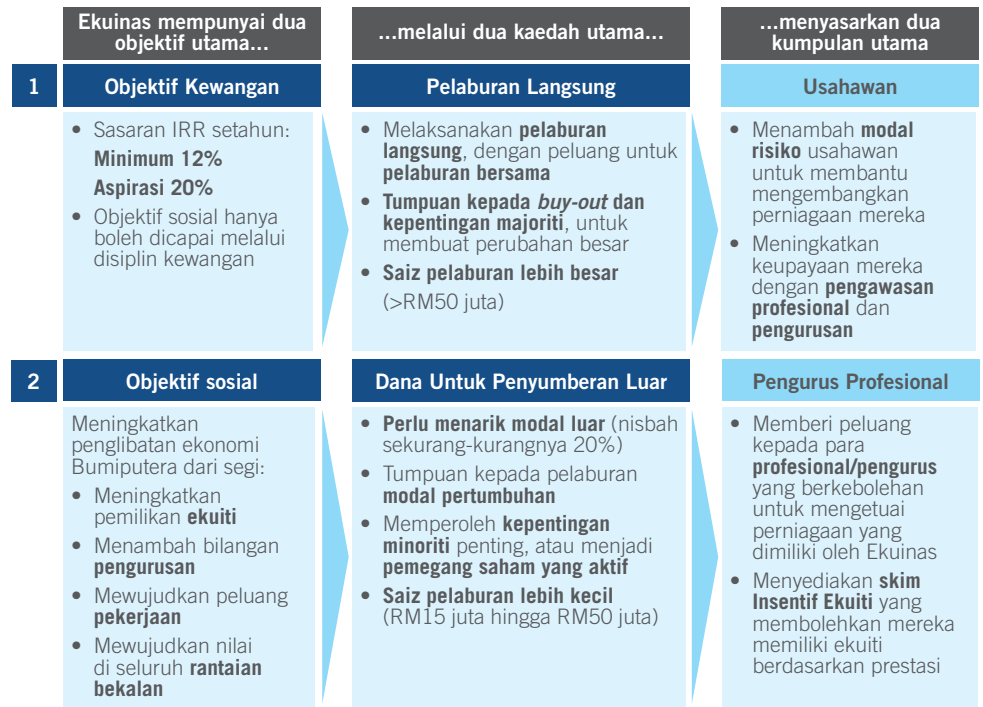 Ekuinas mempunyai dua
objektif utama...
...melalui dua kaedah utama...
...menyasarkan dua
kumpulan utama
1
Objektif Kewangan
Pelaburan Langsung
Usahawan
• Sasaran IRR setahun:
Minimum 12%
Aspirasi 20%
• Objektif sosial hanya
boleh dicapai melalui
disiplin kewangan
• Melaksanakan pelaburan
langsung, dengan peluang untuk
pelaburan bersama
• Tumpuan kepada buy-out dan
kepentingan majoriti, untuk
membuat perubahan besar
• Saiz pelaburan lebih besar
(>RM50 juta)
• Menambah modal
risiko usahawan
untuk membantu
mengembangkan
perniagaan mereka
• Meningkatkan
keupayaan mereka
dengan pengawasan
profesional dan
pengurusan
2
Objektif sosial
Dana Untuk Penyumberan Luar
Pengurus Profesional
Meningkatkan
penglibatan ekonomi
Bumiputera dari segi:
• Meningkatkan
pemilikan ekuiti
• Menambah bilangan
pengurusan
• Mewujudkan peluang
pekerjaan
• Mewujudkan nilai
di seluruh rantaian
bekalan
• Perlu menarik modal luar (nisbah
sekurang-kurangnya 20%)
• Tumpuan kepada pelaburan
modal pertumbuhan
• Memperoleh kepentingan
minoriti penting, atau menjadi
pemegang saham yang aktif
• Saiz pelaburan lebih kecil
(RM15 juta hingga RM50 juta)
• Memberi peluang
kepada para
profesional/pengurus
yang berkebolehan
untuk mengetuai
perniagaan yang
dimiliki oleh Ekuinas
• Menyediakan skim
Insentif Ekuiti yang
membolehkan mereka
memiliki ekuiti
berdasarkan prestasi